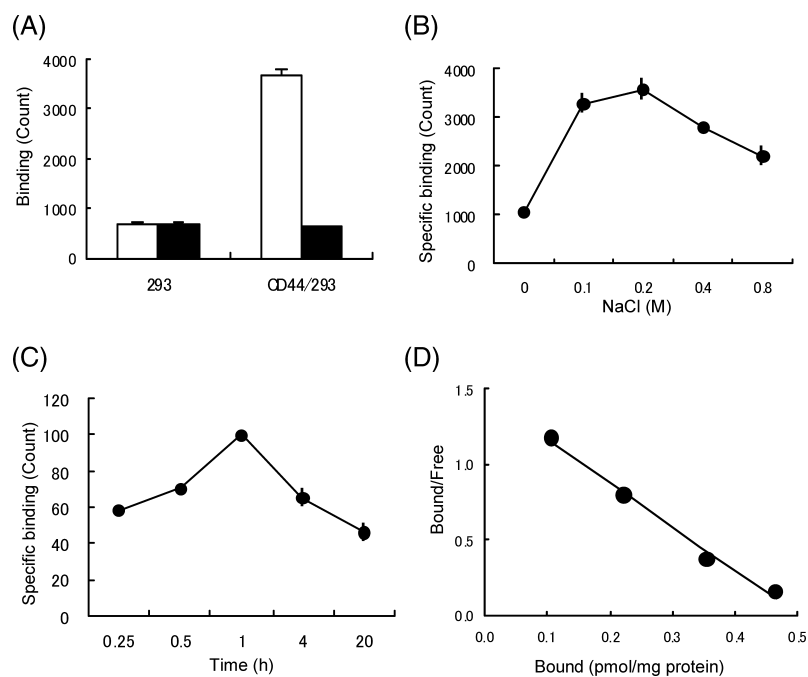 (A)
4000
4000
3000
2000
1000
0
Binding (Count)
293
CD44/293
(B)
4000
3000
2000
1000
0
Specific binding (Count)
0 0.1 0.2 0.4 0.8
NaCl (M)
(C)
120
100
80
60
40
20
0
Specific binding (Count)
0.25 0.5 1 4 20
Time (h)
(D)
1.5
1.0
0.5
0.0
Bound/Free
0.0 0.1 0.2 0.3 0.4 0.5
Bound (pmol/mg protein)